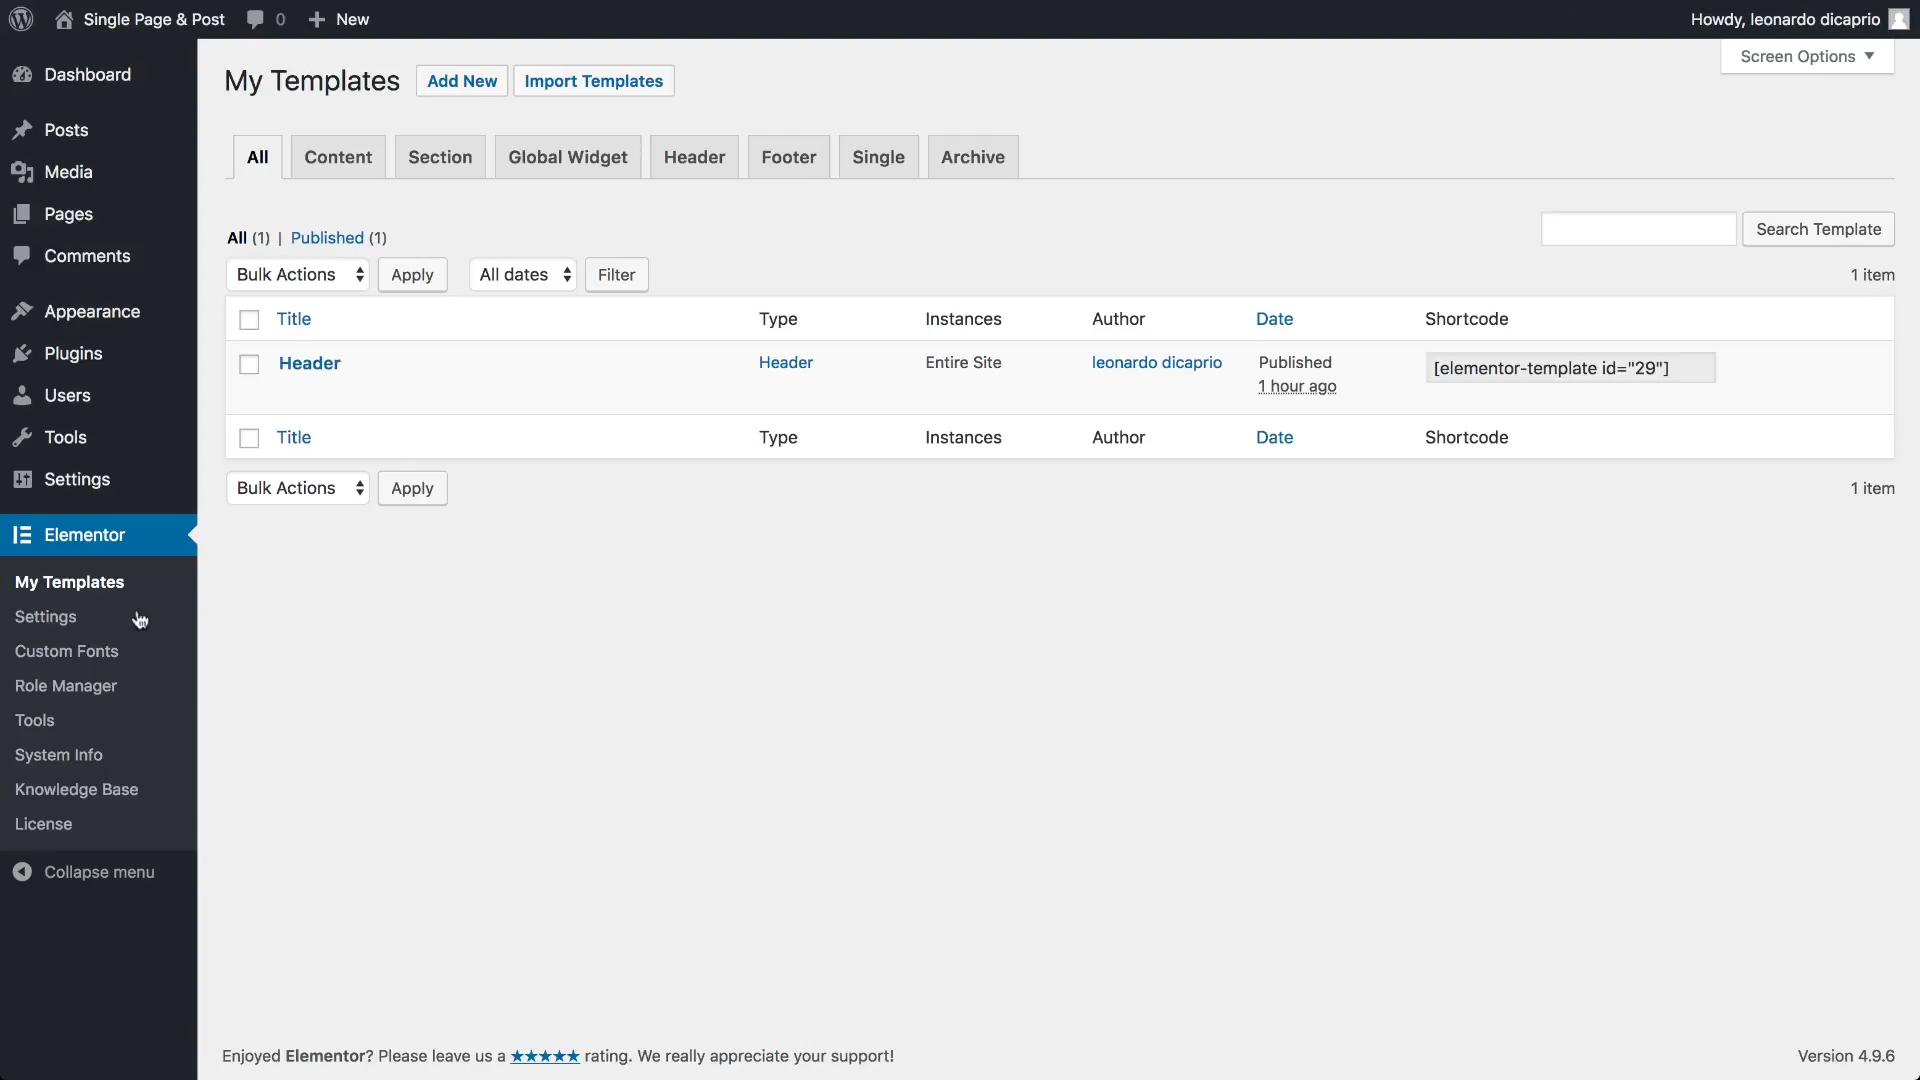 Single Page & Post 0 New Howdy, leonardo dicaprio
Screen Options
Dashboard
Posts
Media
Pages
Comments
Appearance
Plugins
Users
Tools
Settings
Elementor
My Templates
Settings
Custom Fonts
Role Manager
Tools
System Info
Knowledge Base
License
Collapse menu
My Templates Add New Import Templates
All Content Section Global Widget Header Footer Single Archive
All (1) | Published (1)
Search Template
Bulk Actions Apply All dates Filter 1 item
Title Type Instances Author Date Shortcode
Header Header Entire Site leonardo dicaprio Published [elementor-template id="29"]
1 hour ago
Title Type Instances Author Date Shortcode
Bulk Actions Apply 1 item
Enjoyed Elementor? Please leave us a ★★★★★ rating. We really appreciate your support! Version 4.9.6